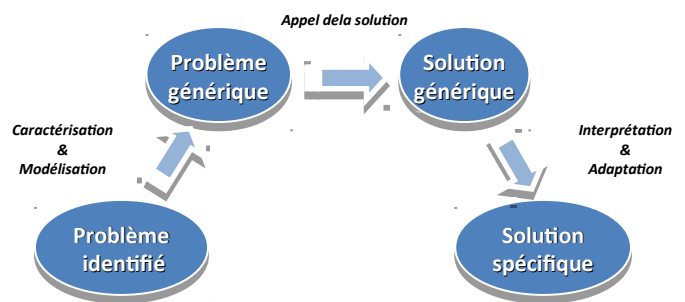 Appel dela solution
Problème
générique
Solution
générique
Caractérisation
&
Modélisation
Interprétation
&
Adaptation
Problème
identifié
Solution
spécifique